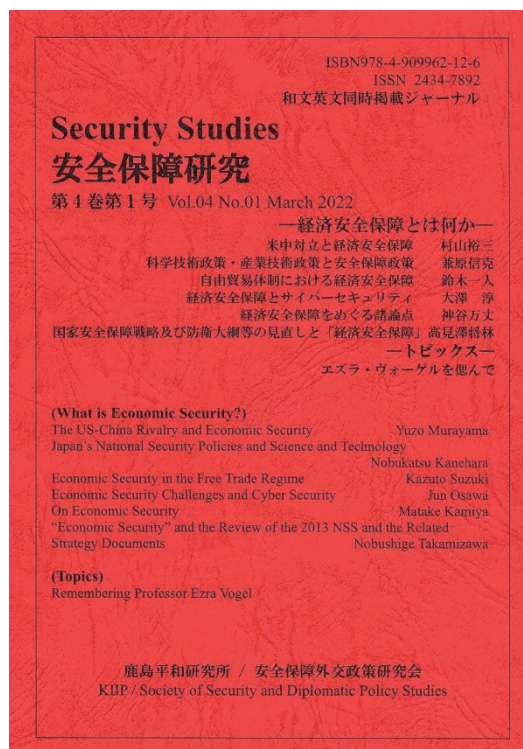 ISBN978-4-909962-12-6
ISSN 2434-7892
和文英文同時掲載ジャーナル
Security Studies
安全保障研究
第4巻第1号 Vol.04 No.01 March 2022
―経済安全保障とは何か―
米中対立と経済安全保障 村山裕三
科学技術政策・産業技術政策と安全保障政策 兼原信克
自由貿易体制における経済安全保障 鈴木一人
経済安全保障とサイバーセキュリティ 大澤 淳
経済安全保障をめぐる諸論点 神谷万丈
国家安全保障戦略及び防衛大綱等の見直しと「経済安全保障」高見澤將林
―トピックス―
エズラ・ヴォーゲルを偲んで
(What is Economic Security?)
The US-China Rivalry and Economic Security Yuzo Murayama
Japan's National Security Policies and Science and Technology
Nobukatsu Kanehara
Economic Security in the Free Trade Regime Kazuto Suzuki
Economic Security Challenges and Cyber Security Jun Osawa
On Economic Security Matake Kamiya
“Economic Security” and the Review of the 2013 NSS and the Related
Strategy Documents Nobushige Takamizawa
(Topics)
Remembering Professor Ezra Vogel
鹿島平和研究所 / 安全保障外交政策研究会
KIIP / Society of Security and Diplomatic Policy Studies